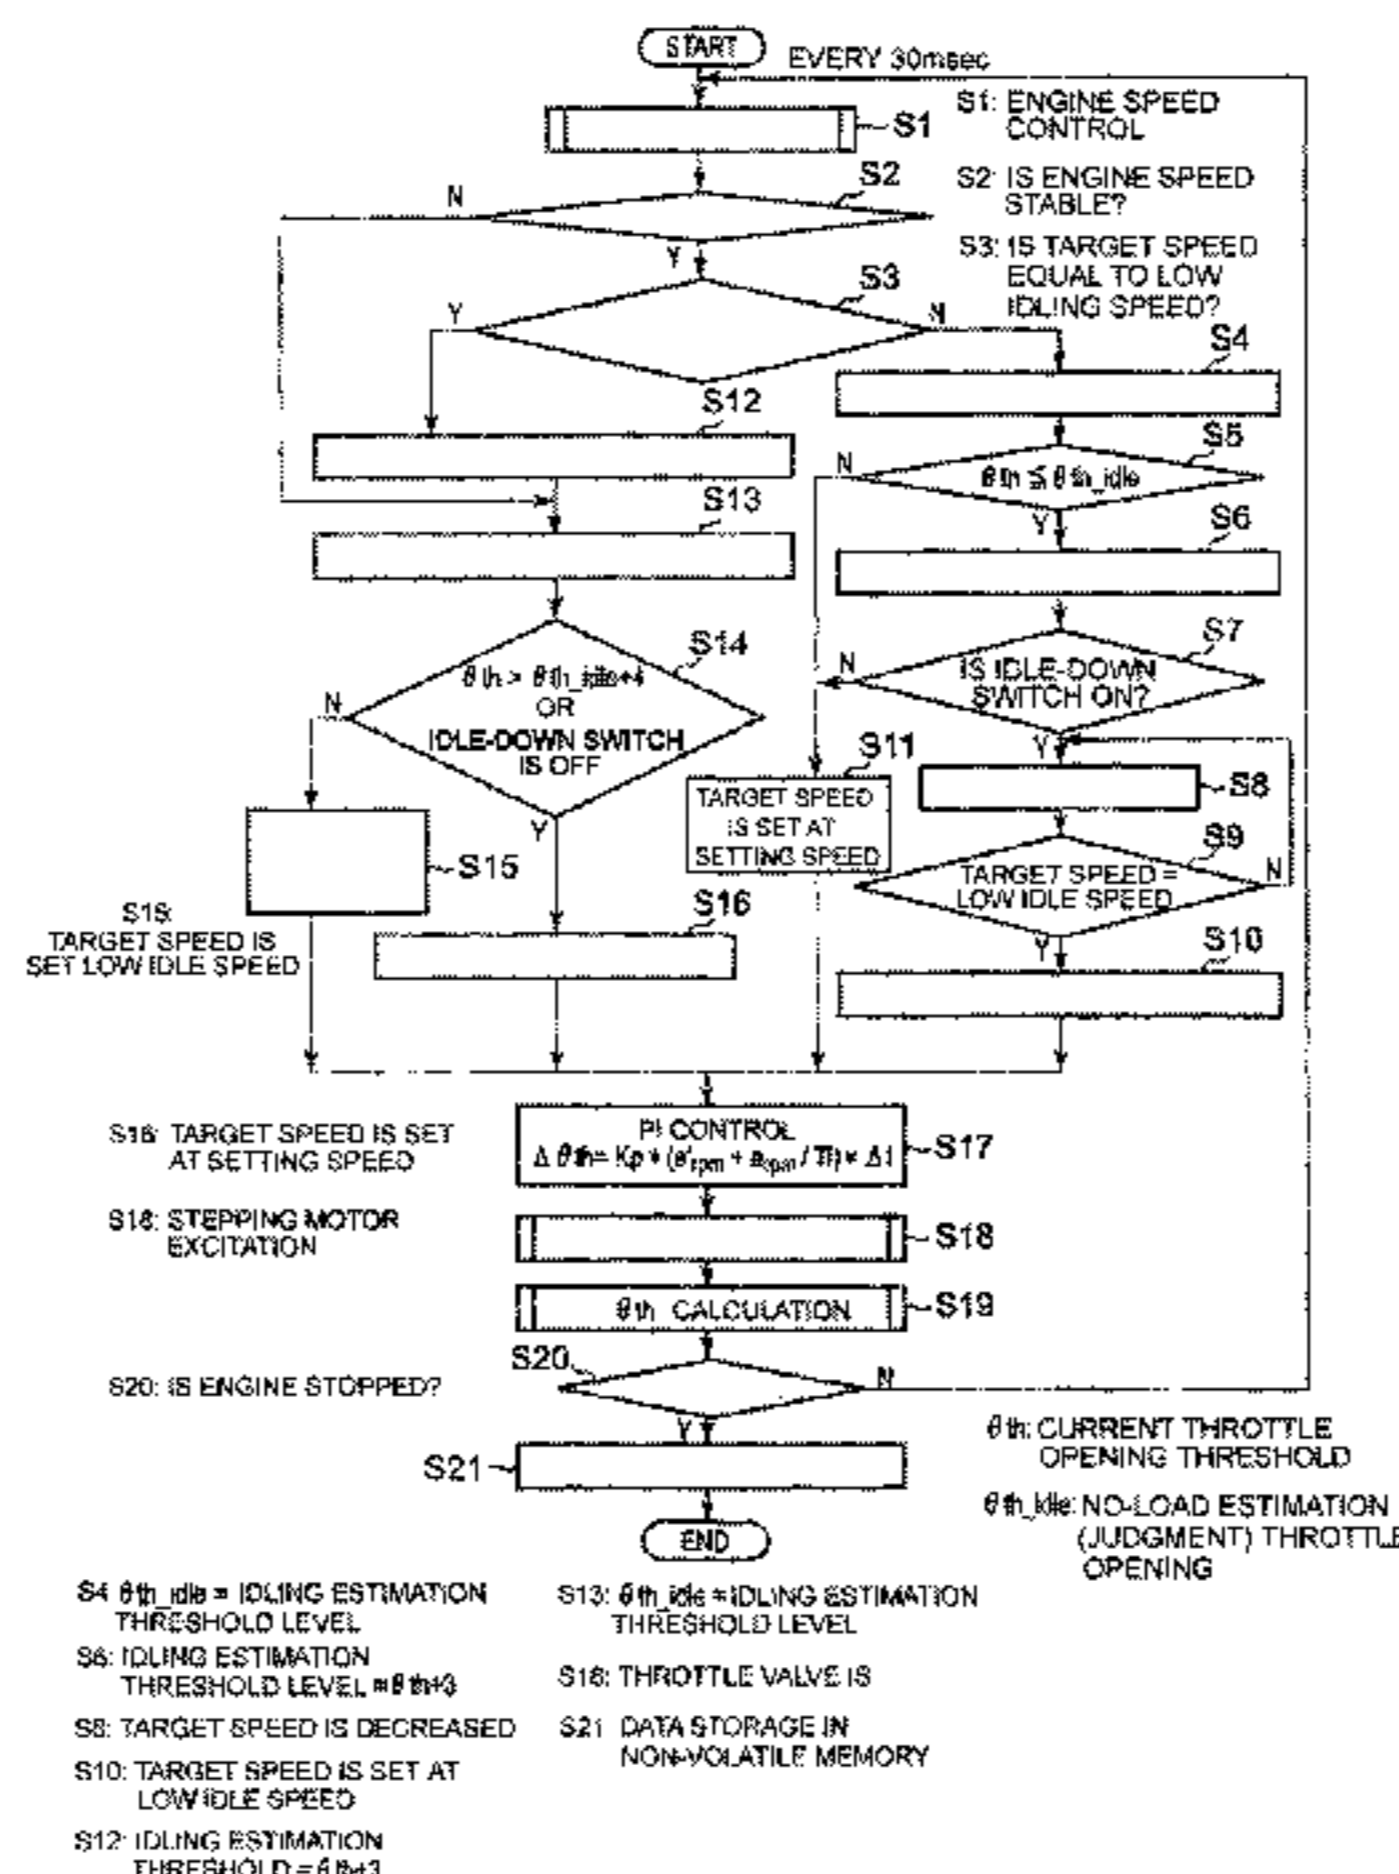 START
EVERY 30msec
S1
S1: ENGINE SPEED
CONTROL
S2
N
S2: IS ENGINE SPEED
STABLE?
Y
S3
S3: IS TARGET SPEED
EQUAL TO LOW
IDLING SPEED?
Y
N
S4
S12
S5
N
θth ≦ θth_idle
Y
S13
S6
S14
S7
θth > θth_idle+4
OR
IDLE-DOWN SWITCH
IS OFF
N
N
IS IDLE-DOWN
SWITCH ON?
Y
S11
TARGET SPEED
IS SET AT
SETTING SPEED
S8
Y
S9
TARGET SPEED =
LOW IDLE SPEED
N
S15
S16
Y
S10
S15:
TARGET SPEED IS
SET LOW IDLE SPEED
S16: TARGET SPEED IS SET
AT SETTING SPEED
PI CONTROL
Δθth= Kp * (e'rpm + erpm / Ti) * Δt
S17
S18: STEPPING MOTOR
EXCITATION
S18
θth CALCULATION
S19
S20
S20: IS ENGINE STOPPED?
N
Y
S21
END
θth: CURRENT THROTTLE
OPENING THRESHOLD
θth_idle: NO-LOAD ESTIMATION
(JUDGMENT) THROTTLE
OPENING
S4 θth_idle = IDLING ESTIMATION
THRESHOLD LEVEL
S6: IDLING ESTIMATION
THRESHOLD LEVEL = θth+3
S8: TARGET SPEED IS DECREASED
S10: TARGET SPEED IS SET AT
LOW IDLE SPEED
S12: IDLING ESTIMATION
THRESHOLD = θth+3
S13: θth_idle = IDLING ESTIMATION
THRESHOLD LEVEL
S16: THROTTLE VALVE IS
S21 DATA STORAGE IN
NON-VOLATILE MEMORY